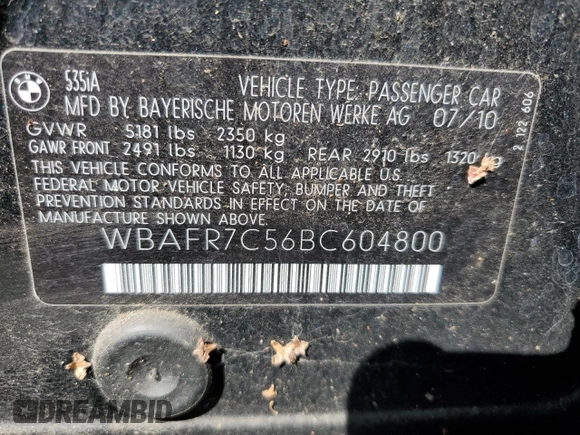 BMW
535iA VEHICLE TYPE: PASSENGER CAR
MFD BY BAYERISCHE MOTOREN WERKE AG 07/10
GVWR 5181 lbs 2350 kg
GAWR FRONT 2491 lbs 1130 kg REAR 2910 lbs 1320 kg
THIS VEHICLE CONFORMS TO ALL APPLICABLE U.S.
FEDERAL MOTOR VEHICLE SAFETY, BUMPER AND THEFT
PREVENTION STANDARDS IN EFFECT ON THE DATE OF
MANUFACTURE SHOWN ABOVE.
WBAFR7C56BC604800
2 122 606
DREAMBID